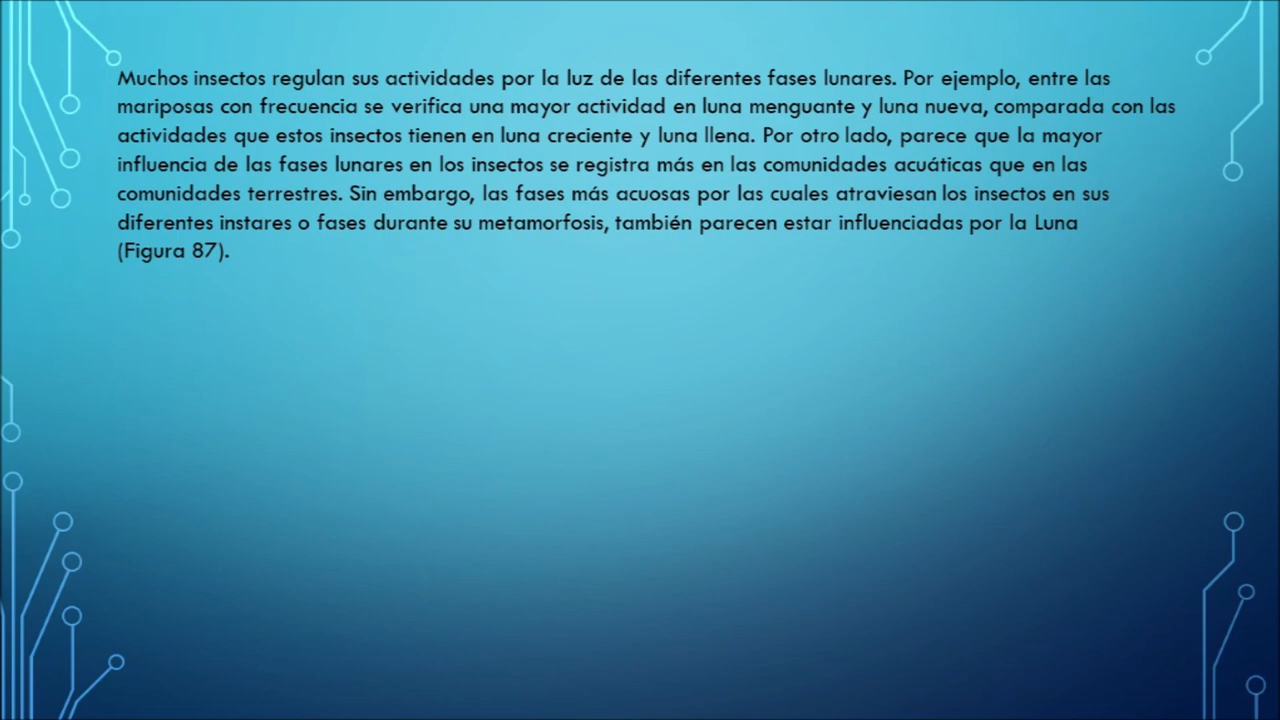 Muchos insectos regulan sus actividades por la luz de las diferentes fases lunares. Por ejemplo, entre las
mariposas con frecuencia se verifica una mayor actividad en luna menguante y luna nueva, comparada con las
actividades que estos insectos tienen en luna creciente y luna llena. Por otro lado, parece que la mayor
influencia de las fases lunares en los insectos se registra más en las comunidades acuáticas que en las
comunidades terrestres. Sin embargo, las fases más acuosas por las cuales atraviesan los insectos en sus
diferentes instares o fases durante su metamorfosis, también parecen estar influenciadas por la Luna
(Figura 87).